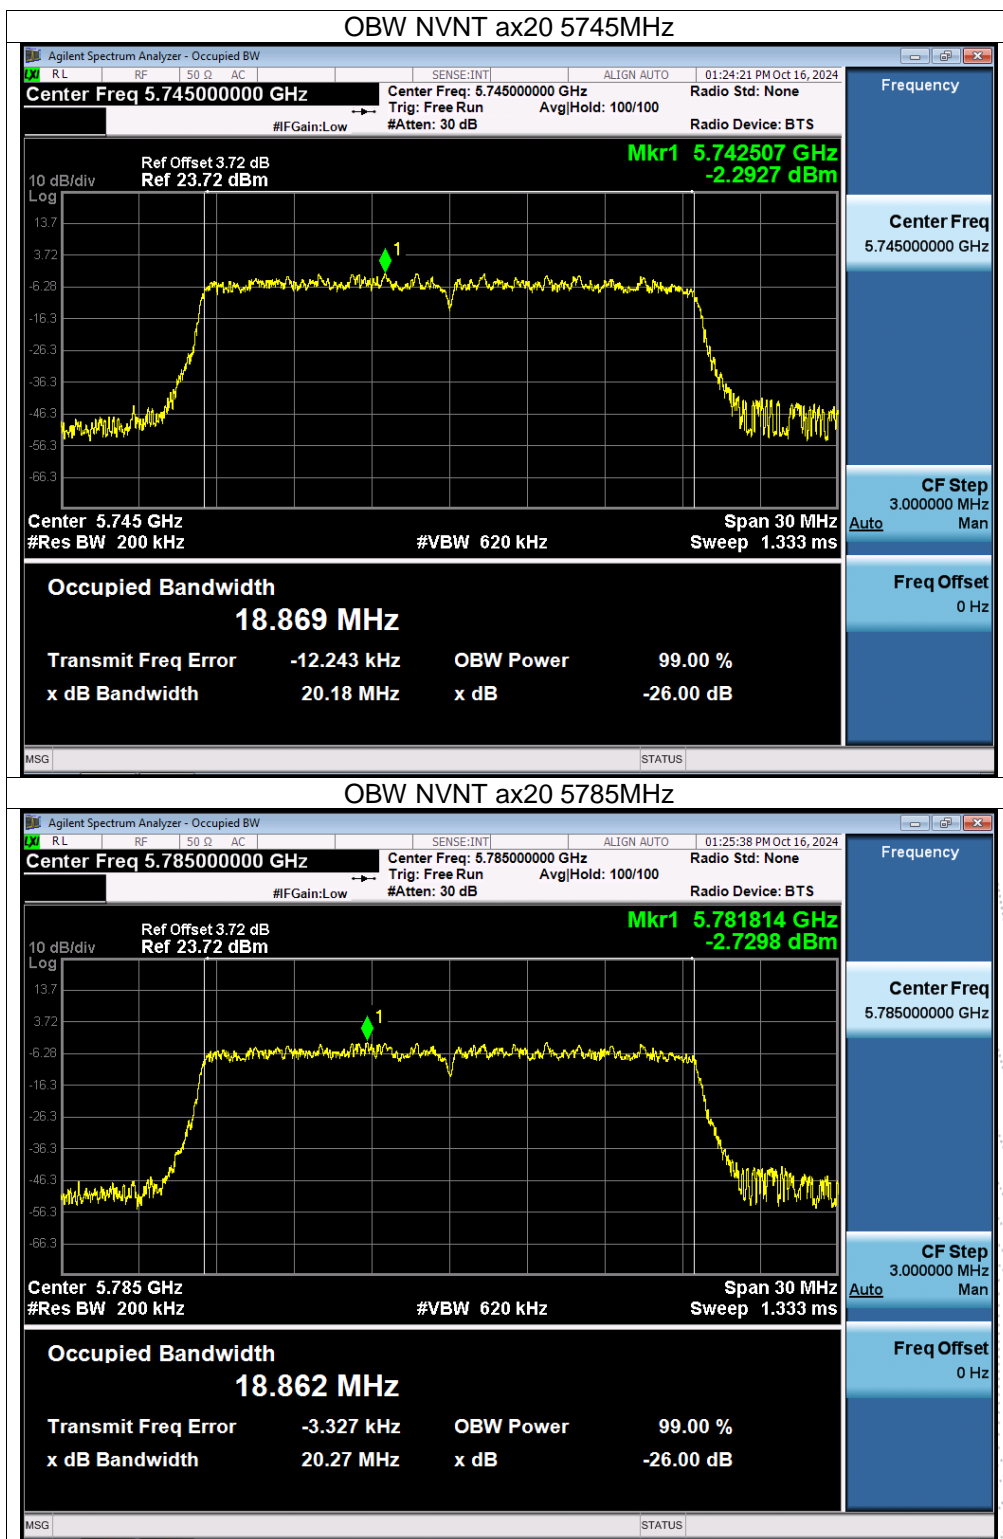 OBW NVNT ax20 5745MHz
Agilent Spectrum Analyzer - Occupied BW
LXI RL RF 50 Ω AC SENSE:INT ALIGN AUTO 01:24:21 PM Oct 16, 2024
Center Freq 5.745000000 GHz
Center Freq: 5.745000000 GHz Radio Std: None
Trig: Free Run Avg|Hold: 100/100
#IFGain:Low #Atten: 30 dB Radio Device: BTS
Frequency
Mkr1 5.742507 GHz
-2.2927 dBm
Ref Offset 3.72 dB
10 dB/div Ref 23.72 dBm
Log
13.7
1
3.72
-6.28
-16.3
-26.3
-36.3
-46.3
-56.3
-66.3
Center Freq
5.745000000 GHz
CF Step
3.000000 MHz
Auto Man
Freq Offset
0 Hz
Center 5.745 GHz Span 30 MHz
#Res BW 200 kHz #VBW 620 kHz Sweep 1.333 ms
Occupied Bandwidth
18.869 MHz
Transmit Freq Error -12.243 kHz OBW Power 99.00 %
x dB Bandwidth 20.18 MHz x dB -26.00 dB
MSG STATUS
OBW NVNT ax20 5785MHz
Agilent Spectrum Analyzer - Occupied BW
LXI RL RF 50 Ω AC SENSE:INT ALIGN AUTO 01:25:38 PM Oct 16, 2024
Center Freq 5.785000000 GHz
Center Freq: 5.785000000 GHz Radio Std: None
Trig: Free Run Avg|Hold: 100/100
#IFGain:Low #Atten: 30 dB Radio Device: BTS
Frequency
Mkr1 5.781814 GHz
-2.7298 dBm
Ref Offset 3.72 dB
10 dB/div Ref 23.72 dBm
Log
13.7
1
3.72
-6.28
-16.3
-26.3
-36.3
-46.3
-56.3
-66.3
Center Freq
5.785000000 GHz
CF Step
3.000000 MHz
Auto Man
Freq Offset
0 Hz
Center 5.785 GHz Span 30 MHz
#Res BW 200 kHz #VBW 620 kHz Sweep 1.333 ms
Occupied Bandwidth
18.862 MHz
Transmit Freq Error -3.327 kHz OBW Power 99.00 %
x dB Bandwidth 20.27 MHz x dB -26.00 dB
MSG STATUS